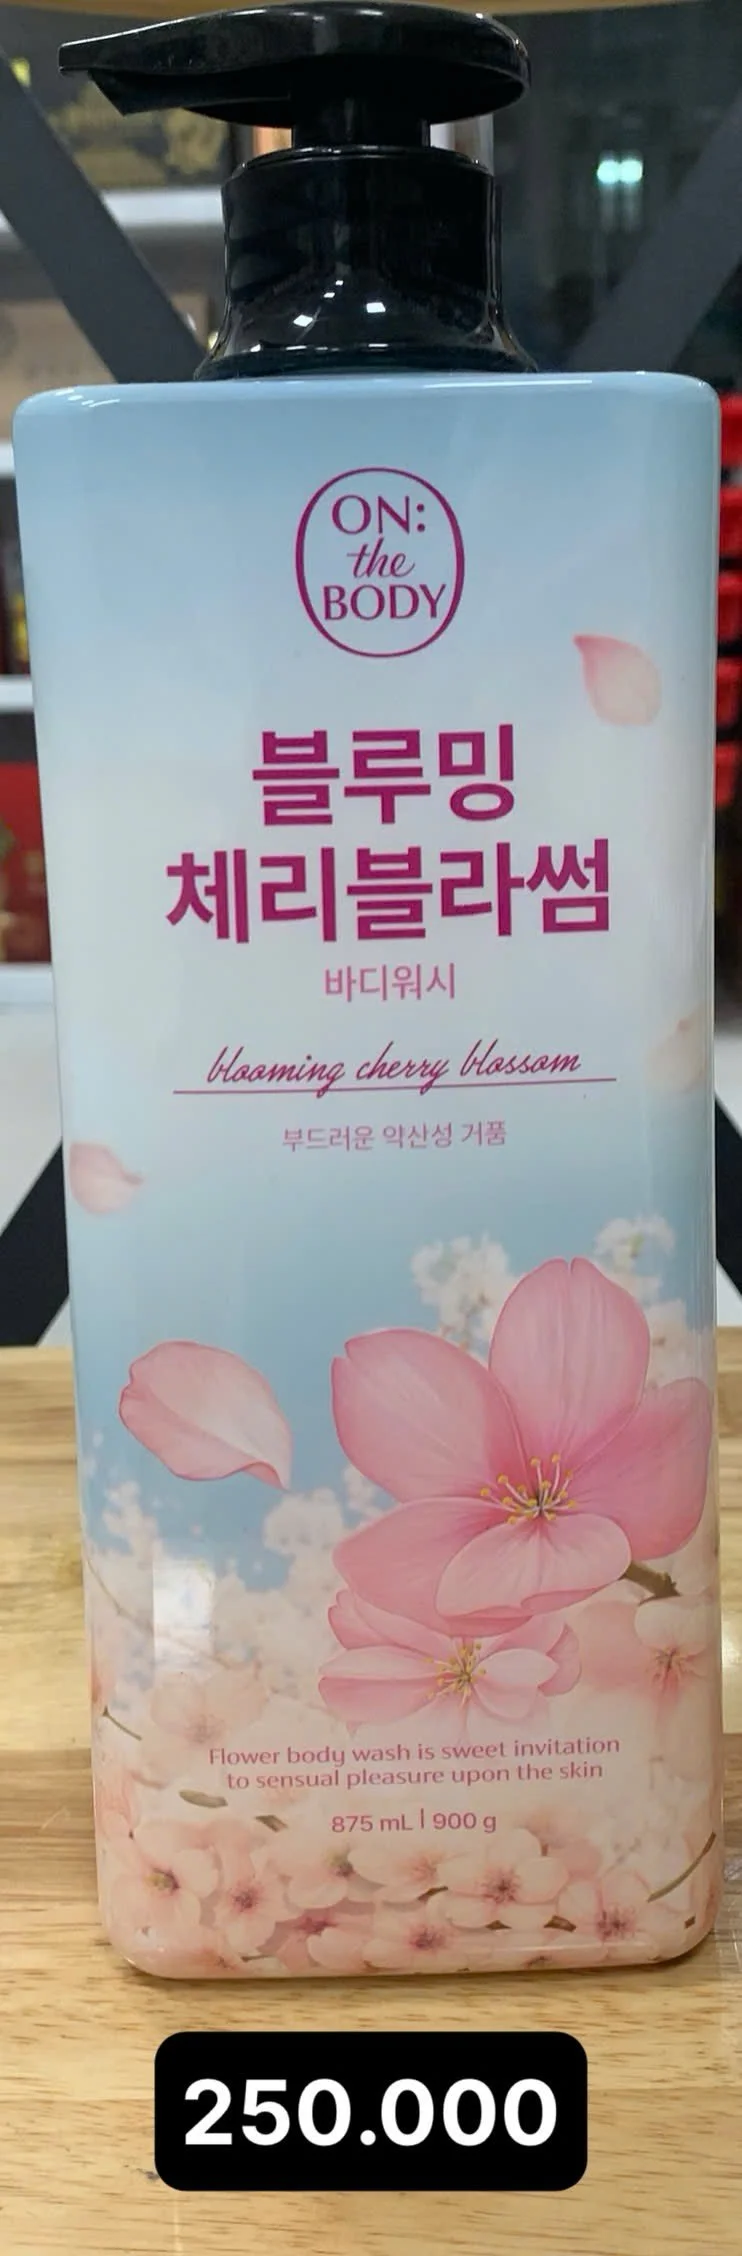 ON:
the
BODY
블루밍
체리블라썸
바디워시
blooming cherry blossom
부드러운 약산성 거품
Flower body wash is sweet invitation
to sensual pleasure upon the skin
875 mL | 900 g
250.000